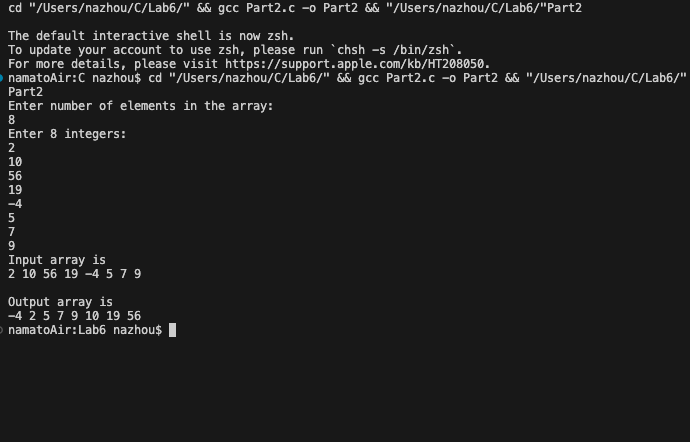 cd "/Users/nazhou/C/Lab6/" && gcc Part2.c -o Part2 && "/Users/nazhou/C/Lab6/"Part2
The default interactive shell is now zsh.
To update your account to use zsh, please run `chsh -s /bin/zsh`.
For more details, please visit https://support.apple.com/kb/HT208050.
namatoAir:C nazhou$ cd "/Users/nazhou/C/Lab6/" && gcc Part2.c -o Part2 && "/Users/nazhou/C/Lab6/"
Part2
Enter number of elements in the array:
8
Enter 8 integers:
2
10
56
19
-4
5
7
9
Input array is
2 10 56 19 -4 5 7 9
Output array is
-4 2 5 7 9 10 19 56
namatoAir:Lab6 nazhou$